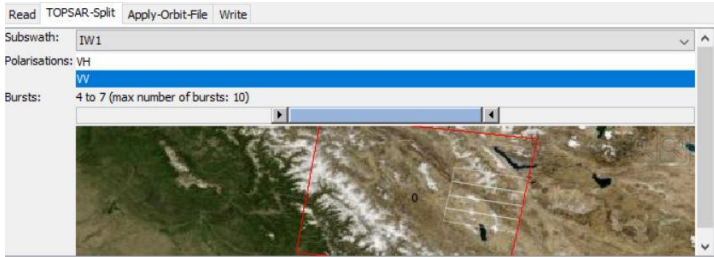 Read TOPSAR-Split Apply-Orbit-File Write
Subswath: IW1
Polarisations: VH
VV
Bursts: 4 to 7 (max number of bursts: 10)
0